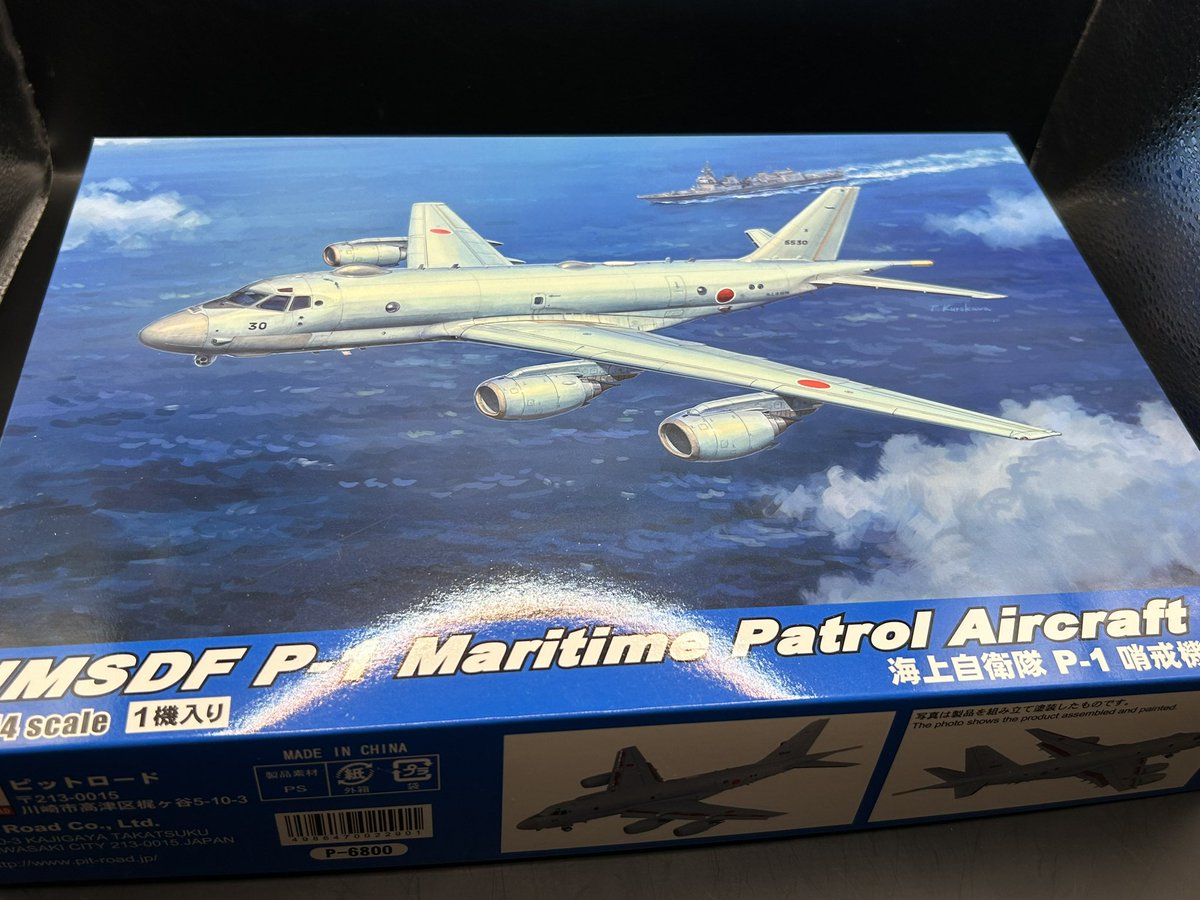 5530
30
T. Kurokawa
JMSDF P-1 Maritime Patrol Aircraft
海上自衛隊 P-1 哨戒機
4 scale
1機入り
写真は製品を組み立て塗装したものです。
The photo shows the product assembled and painted.
MADE IN CHINA
製品素材
PS
紙
外箱
プラ
袋
ピットロード
〒213-0015
川崎市高津区梶ヶ谷5-10-3
Road Co., Ltd.
0-3 KAJIGAYA, TAKATSUKU
WASAKI CITY 213-0015 JAPAN
http://www.pit-road.jp/
4986470022901
P-6800